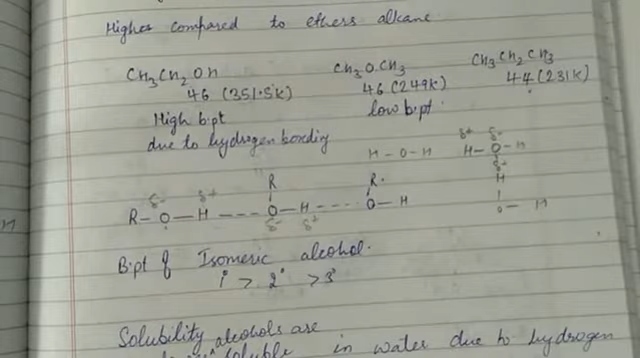 Higher compared to ethers alkane
CH3CH2OH CH3OCH3 CH3CH2CH3
46 (351.5K) 46 (249K) 44 (231K)
High b.pt low b.pt
due to hydrogen bonding
H-O-H H-O-H
δ+ δ- δ+
H
O-H
R R
R-O-H---O-H----O-H
δ- δ+ δ- δ+
B.pt of Isomeric alcohol.
1° > 2° > 3°
Solubility alcohols are
soluble in water due to hydrogen